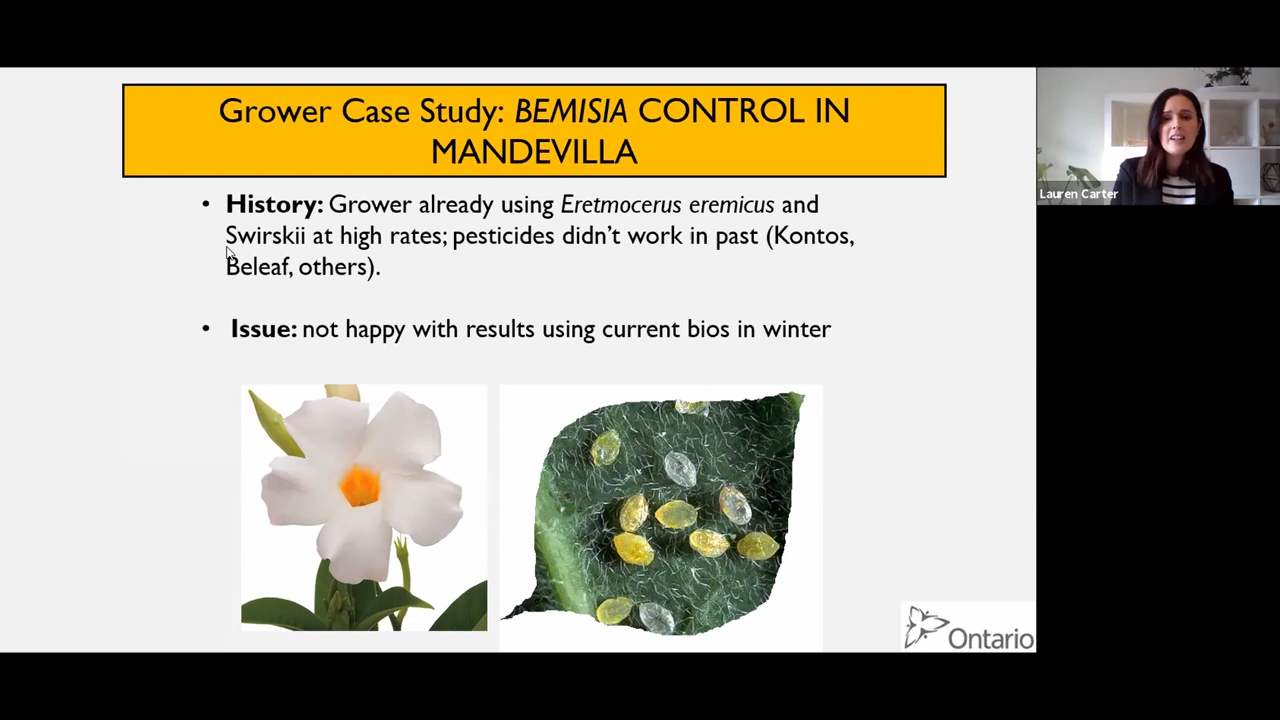 Grower Case Study: BEMISIA CONTROL IN
MANDEVILLA
• History: Grower already using Eretmocerus eremicus and
Swirskii at high rates; pesticides didn’t work in past (Kontos,
Beleaf, others).
• Issue: not happy with results using current bios in winter
Lauren Carter
Ontario